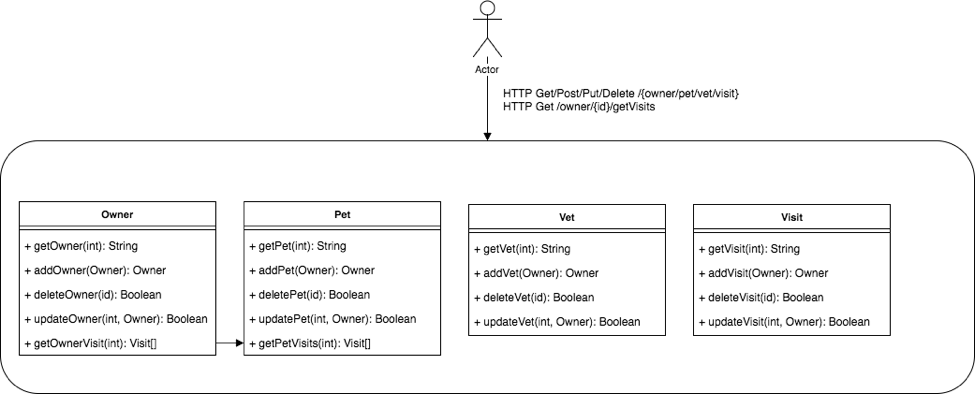 Actor
HTTP Get/Post/Put/Delete /{owner/pet/vet/visit}
HTTP Get /owner/{id}/getVisits
Owner
+ getOwner(int): String
+ addOwner(Owner): Owner
+ deleteOwner(id): Boolean
+ updateOwner(int, Owner): Boolean
+ getOwnerVisit(int): Visit[]
Pet
+ getPet(int): String
+ addPet(Owner): Owner
+ deletePet(id): Boolean
+ updatePet(int, Owner): Boolean
+ getPetVisits(int): Visit[]
Vet
+ getVet(int): String
+ addVet(Owner): Owner
+ deleteVet(id): Boolean
+ updateVet(int, Owner): Boolean
Visit
+ getVisit(int): String
+ addVisit(Owner): Owner
+ deleteVisit(id): Boolean
+ updateVisit(int, Owner): Boolean